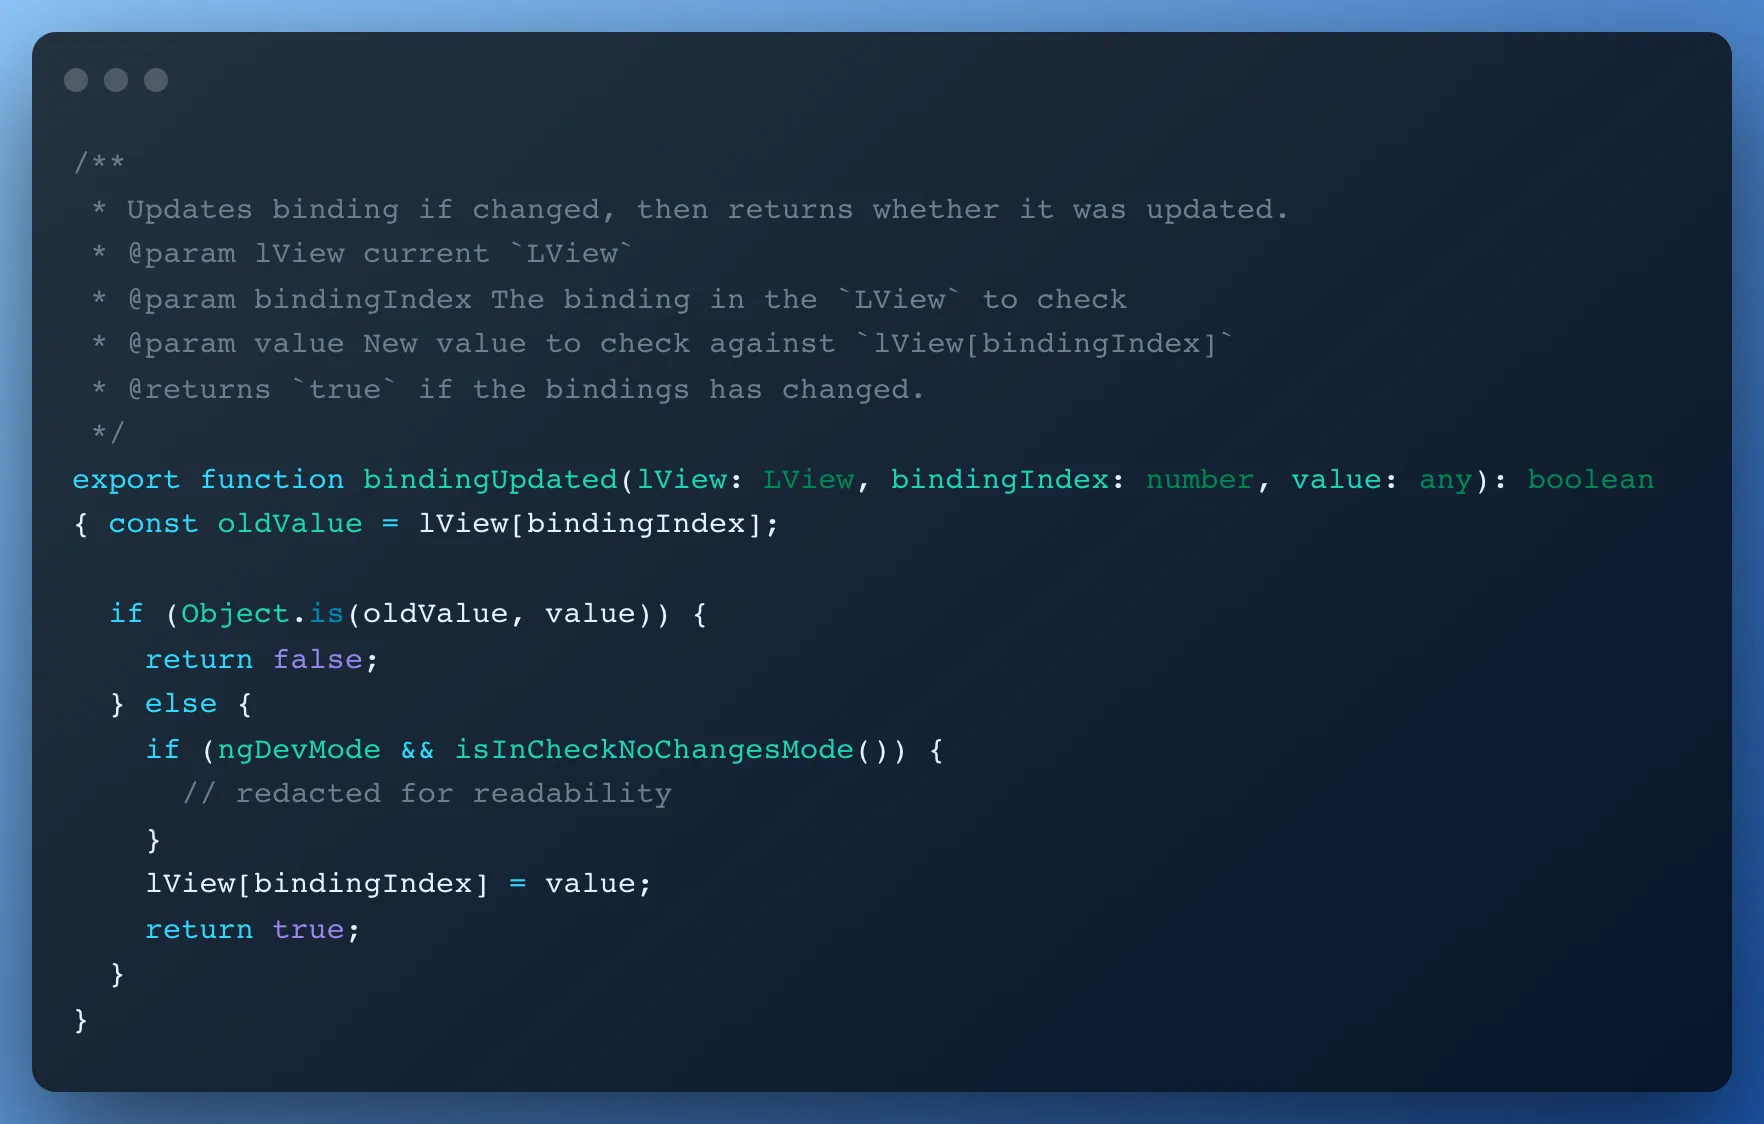 /**
 * Updates binding if changed, then returns whether it was updated.
 * @param lView current `LView`
 * @param bindingIndex The binding in the `LView` to check
 * @param value New value to check against `lView[bindingIndex]`
 * @returns `true` if the bindings has changed.
 */
export function bindingUpdated(lView: LView, bindingIndex: number, value: any): boolean
{ const oldValue = lView[bindingIndex];

  if (Object.is(oldValue, value)) {
    return false;
  } else {
    if (ngDevMode && isInCheckNoChangesMode()) {
      // redacted for readability
    }
    lView[bindingIndex] = value;
    return true;
  }
}